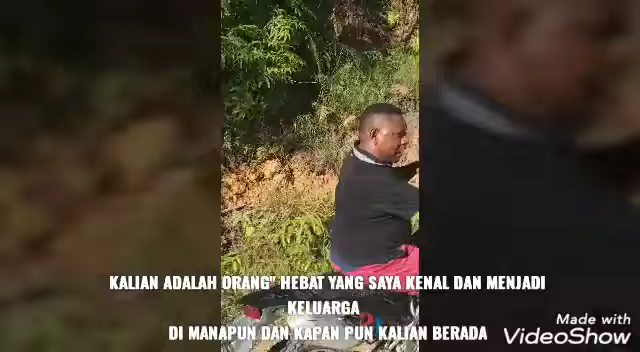 KALIAN ADALAH ORANG" HEBAT YANG SAYA KENAL DAN MENJADI
KELUARGA
DI MANAPUN DAN KAPAN PUN KALIAN BERADA
Made with
VideoShow